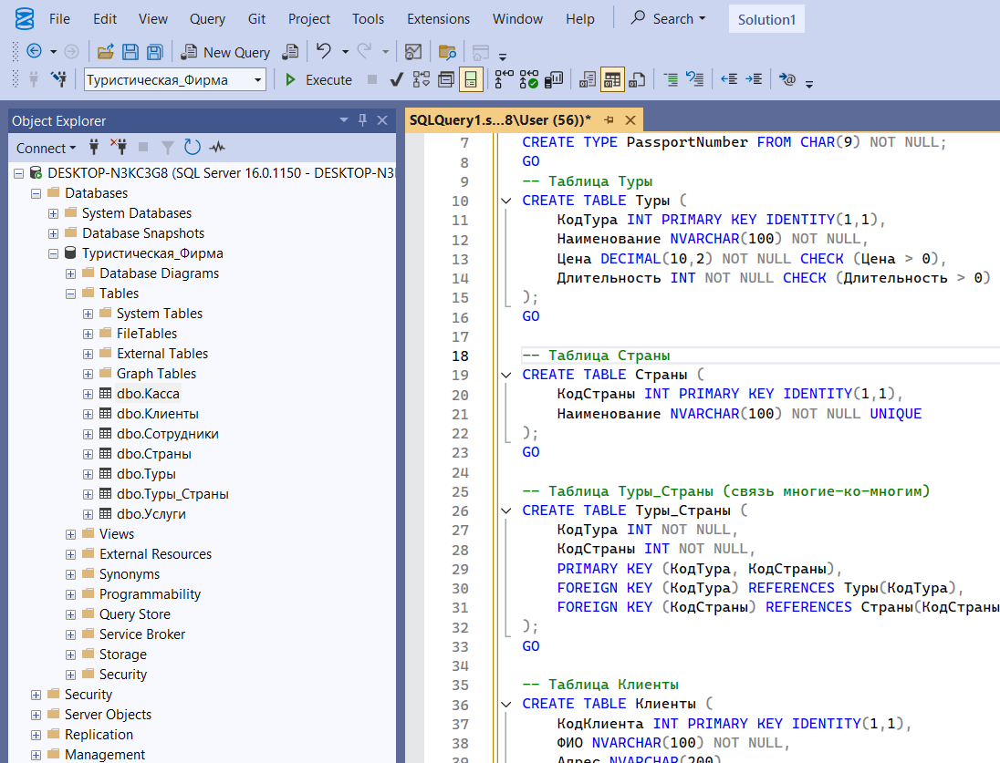 File Edit View Query Git Project Tools Extensions Window Help Search Solution1
New Query
Туристическая_Фирма Execute
Object Explorer
Connect
DESKTOP-N3KC3G8 (SQL Server 16.0.1150 - DESKTOP-N3
Databases
System Databases
Database Snapshots
Туристическая_Фирма
Database Diagrams
Tables
System Tables
FileTables
External Tables
Graph Tables
dbo.Касса
dbo.Клиенты
dbo.Сотрудники
dbo.Страны
dbo.Туры
dbo.Туры_Страны
dbo.Услуги
Views
External Resources
Synonyms
Programmability
Query Store
Service Broker
Storage
Security
Security
Server Objects
Replication
Management
SQLQuery1.s...8\User (56))*
7 CREATE TYPE PassportNumber FROM CHAR(9) NOT NULL;
8 GO
9 -- Таблица Туры
10 CREATE TABLE Туры (
11 КодТура INT PRIMARY KEY IDENTITY(1,1),
12 Наименование NVARCHAR(100) NOT NULL,
13 Цена DECIMAL(10,2) NOT NULL CHECK (Цена > 0),
14 Длительность INT NOT NULL CHECK (Длительность > 0)
15 );
16 GO
17
18 -- Таблица Страны
19 CREATE TABLE Страны (
20 КодСтраны INT PRIMARY KEY IDENTITY(1,1),
21 Наименование NVARCHAR(100) NOT NULL UNIQUE
22 );
23 GO
24
25 -- Таблица Туры_Страны (связь многие-ко-многим)
26 CREATE TABLE Туры_Страны (
27 КодТура INT NOT NULL,
28 КодСтраны INT NOT NULL,
29 PRIMARY KEY (КодТура, КодСтраны),
30 FOREIGN KEY (КодТура) REFERENCES Туры(КодТура),
31 FOREIGN KEY (КодСтраны) REFERENCES Страны(КодСтраны
32 );
33 GO
34
35 -- Таблица Клиенты
36 CREATE TABLE Клиенты (
37 КодКлиента INT PRIMARY KEY IDENTITY(1,1),
38 ФИО NVARCHAR(100) NOT NULL,
39 Адрес NVARCHAR(200)